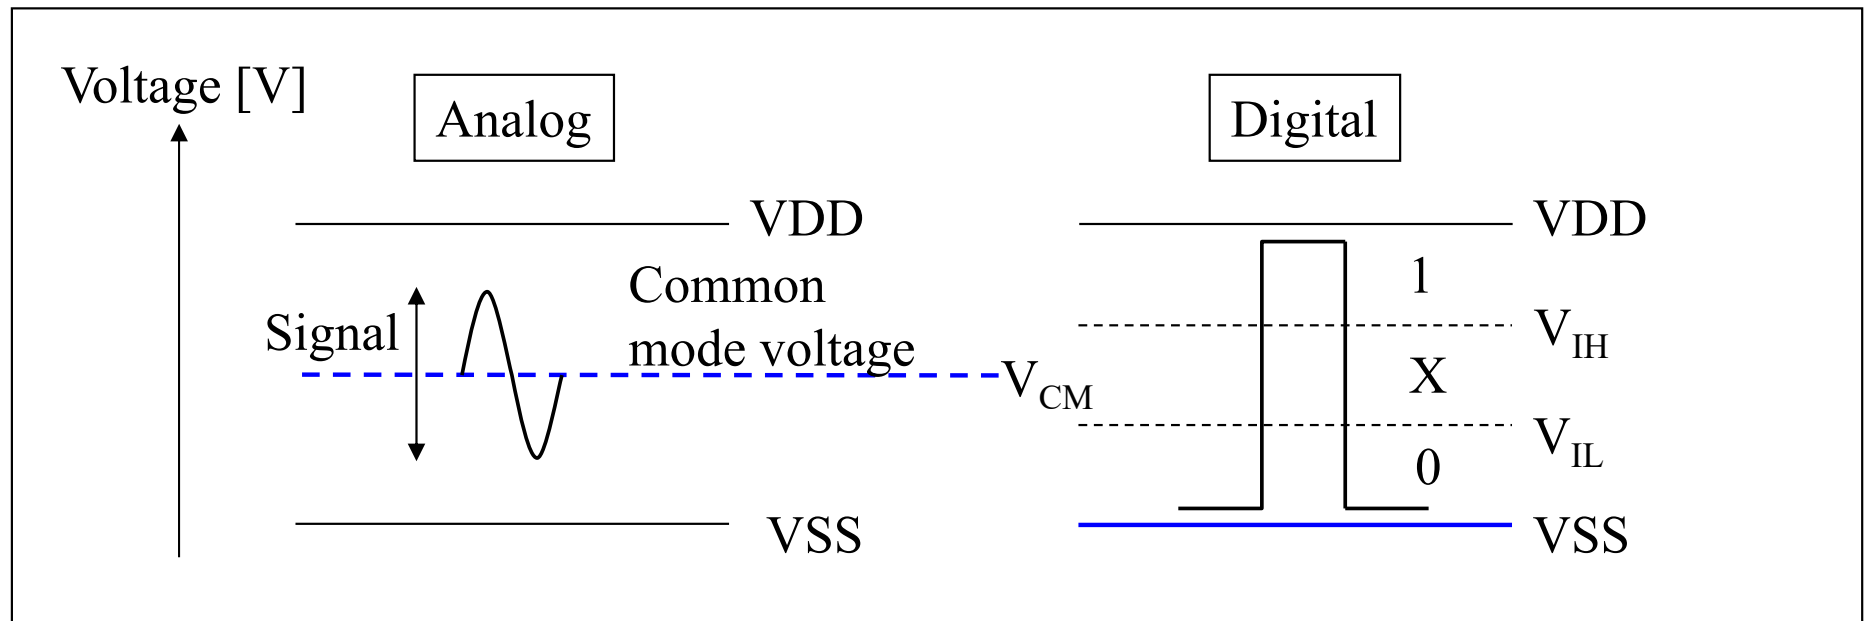 Voltage [V]
Analog
Digital
VDD
VDD
Common
mode voltage
Signal
1
V_IH
X
V_CM
V_IL
0
VSS
VSS